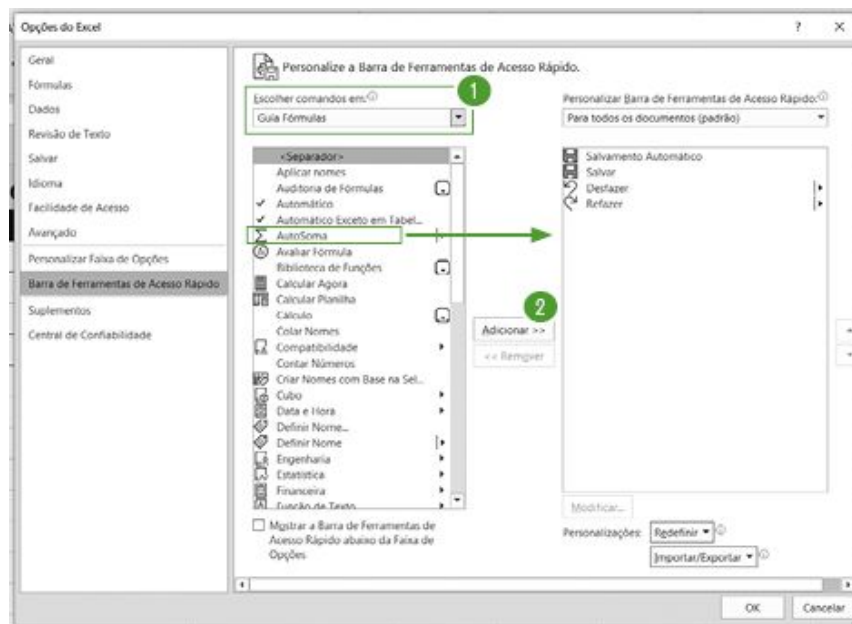 Opções do Excel
?
Geral
Fórmulas
Dados
Revisão de Texto
Salvar
Idioma
Facilidade de Acesso
Avançado
Personalizar Faixa de Opções
Barra de Ferramentas de Acesso Rápido
Suplementos
Central de Confiabilidade
Personalize a Barra de Ferramentas de Acesso Rápido.
1
Escolher comandos em:
Guia Fórmulas
<Separador>
Aplicar nomes
Auditoria de Fórmulas
Automático
Automático Exceto em Tabel...
AutoSoma
Avaliar Fórmula
Biblioteca de Funções
Calcular Agora
Calcular Planilha
Cálculo
Colar Nomes
Compatibilidade
Contar Números
Criar Nomes com Base na Sel...
Cubo
Data e Hora
Definir Nome...
Definir Nome
Engenharia
Estatística
Financeira
Função de Texto
Mostrar a Barra de Ferramentas de
Acesso Rápido abaixo da Faixa de
Opções
2
Adicionar >>
<< Remover
Personalizar Barra de Ferramentas de Acesso Rápido:
Para todos os documentos (padrão)
Salvamento Automático
Salvar
Desfazer
Refazer
Modificar...
Personalizações:
Redefinir
Importar/Exportar
OK
Cancelar